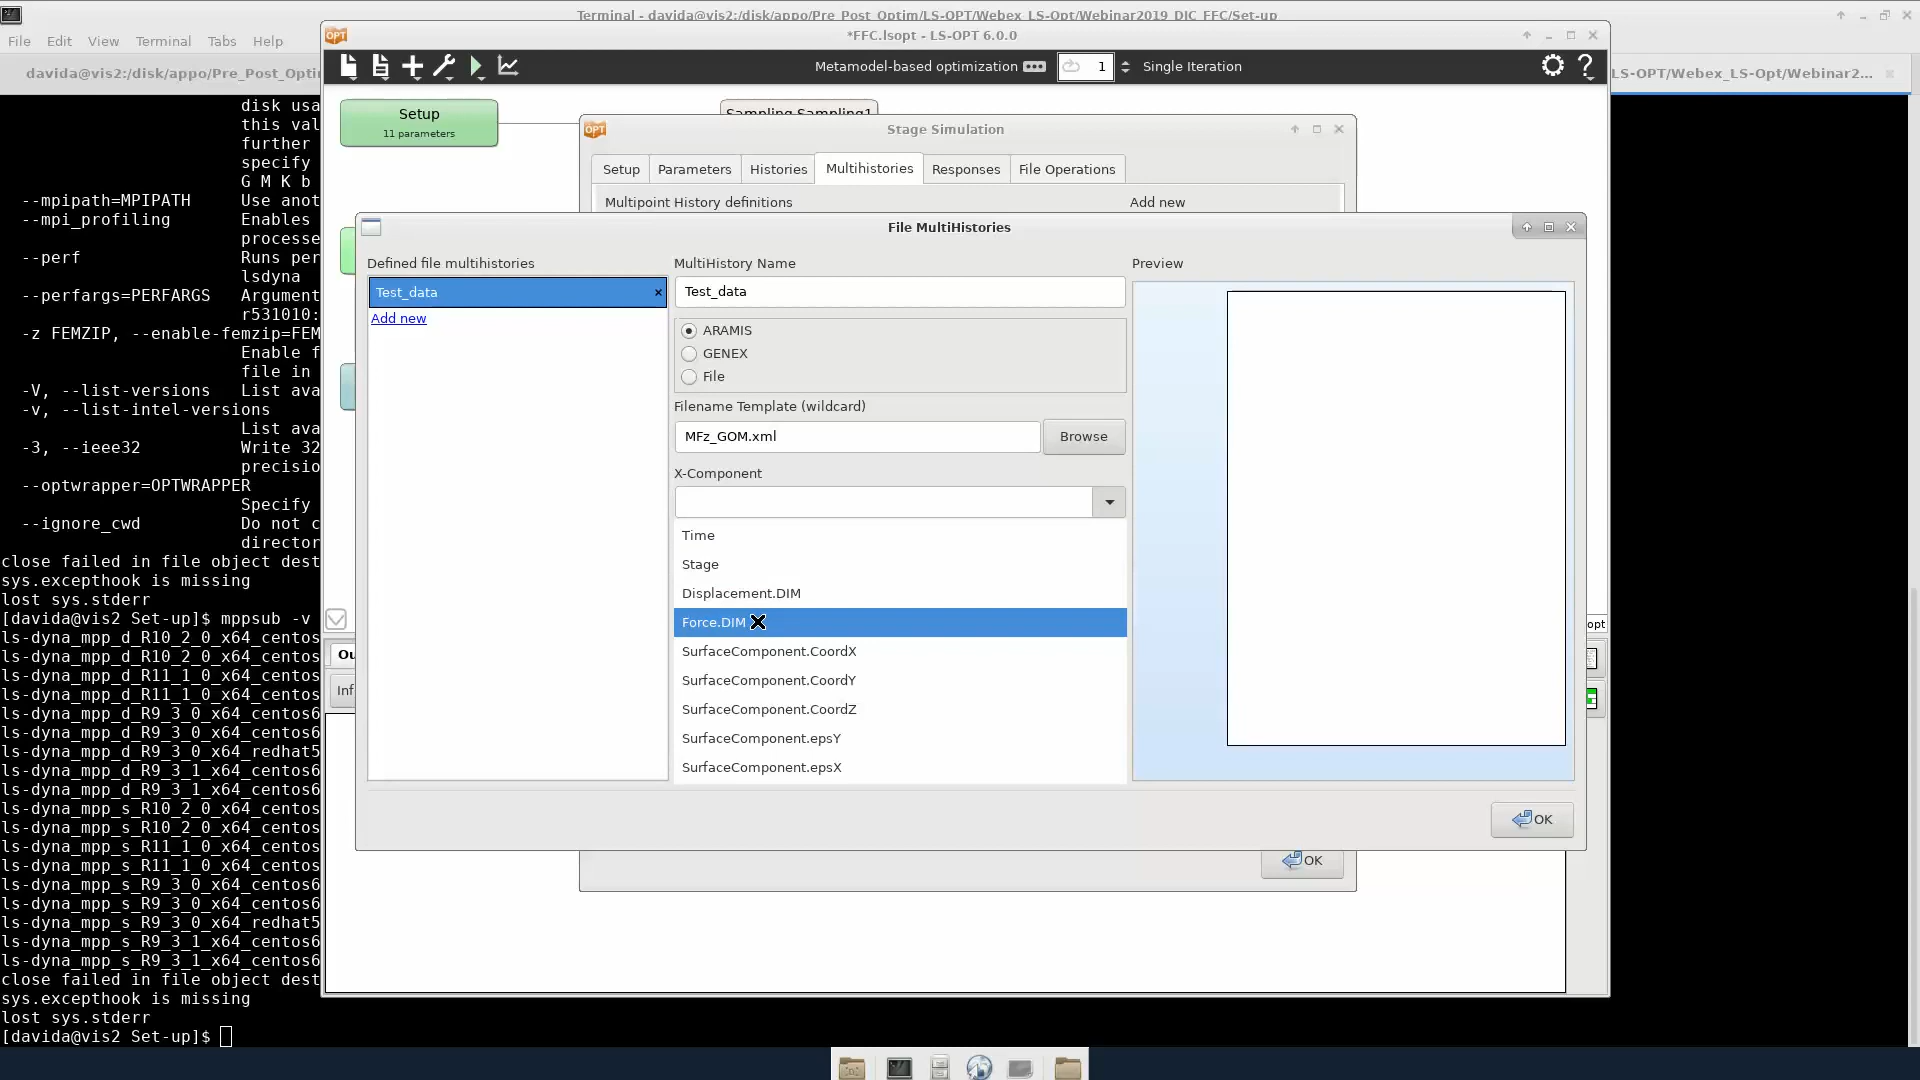 Terminal - davida@vis2:/disk/appo/Pre_Post_Optim/LS-OPT/Webex_LS-Opt/Webinar2019_DIC_FFC/Set-up
File Edit View Terminal Tabs Help
davida@vis2:/disk/appo/Pre_Post_Opti
LS-OPT/Webex_LS-Opt/Webinar2...
OPT
*FFC.lsopt - LS-OPT 6.0.0
Metamodel-based optimization
1
Single Iteration
Setup
11 parameters
Sampling Sampling1
OPT
Stage Simulation
Setup
Parameters
Histories
Multihistories
Responses
File Operations
Multipoint History definitions
Add new
File MultiHistories
Defined file multihistories
Test_data
Add new
MultiHistory Name
Test_data
ARAMIS
GENEX
File
Filename Template (wildcard)
MFz_GOM.xml
Browse
X-Component
Time
Stage
Displacement.DIM
Force.DIM
SurfaceComponent.CoordX
SurfaceComponent.CoordY
SurfaceComponent.CoordZ
SurfaceComponent.epsY
SurfaceComponent.epsX
Preview
OK
OK
opt
Ou
Inf
disk usa
this val
further
specify
G M K b
--mpipath=MPIPATH Use anot
--mpi_profiling Enables
processe
--perf Runs per
lsdyna
--perfargs=PERFARGS Argument
r531010:
-z FEMZIP, --enable-femzip=FEM
Enable f
file in
-V, --list-versions List ava
-v, --list-intel-versions
List ava
-3, --ieee32 Write 32
precisio
--optwrapper=OPTWRAPPER
Specify
--ignore_cwd Do not c
director
close failed in file object dest
sys.excepthook is missing
lost sys.stderr
[davida@vis2 Set-up]$ mppsub -v
ls-dyna_mpp_d_R10_2_0_x64_centos
ls-dyna_mpp_d_R10_2_0_x64_centos
ls-dyna_mpp_d_R11_1_0_x64_centos
ls-dyna_mpp_d_R11_1_0_x64_centos
ls-dyna_mpp_d_R9_3_0_x64_centos6
ls-dyna_mpp_d_R9_3_0_x64_centos6
ls-dyna_mpp_d_R9_3_0_x64_redhat5
ls-dyna_mpp_d_R9_3_1_x64_centos6
ls-dyna_mpp_d_R9_3_1_x64_centos6
ls-dyna_mpp_s_R10_2_0_x64_centos
ls-dyna_mpp_s_R10_2_0_x64_centos
ls-dyna_mpp_s_R11_1_0_x64_centos
ls-dyna_mpp_s_R11_1_0_x64_centos
ls-dyna_mpp_s_R9_3_0_x64_centos6
ls-dyna_mpp_s_R9_3_0_x64_centos6
ls-dyna_mpp_s_R9_3_0_x64_redhat5
ls-dyna_mpp_s_R9_3_1_x64_centos6
ls-dyna_mpp_s_R9_3_1_x64_centos6
close failed in file object dest
sys.excepthook is missing
lost sys.stderr
[davida@vis2 Set-up]$